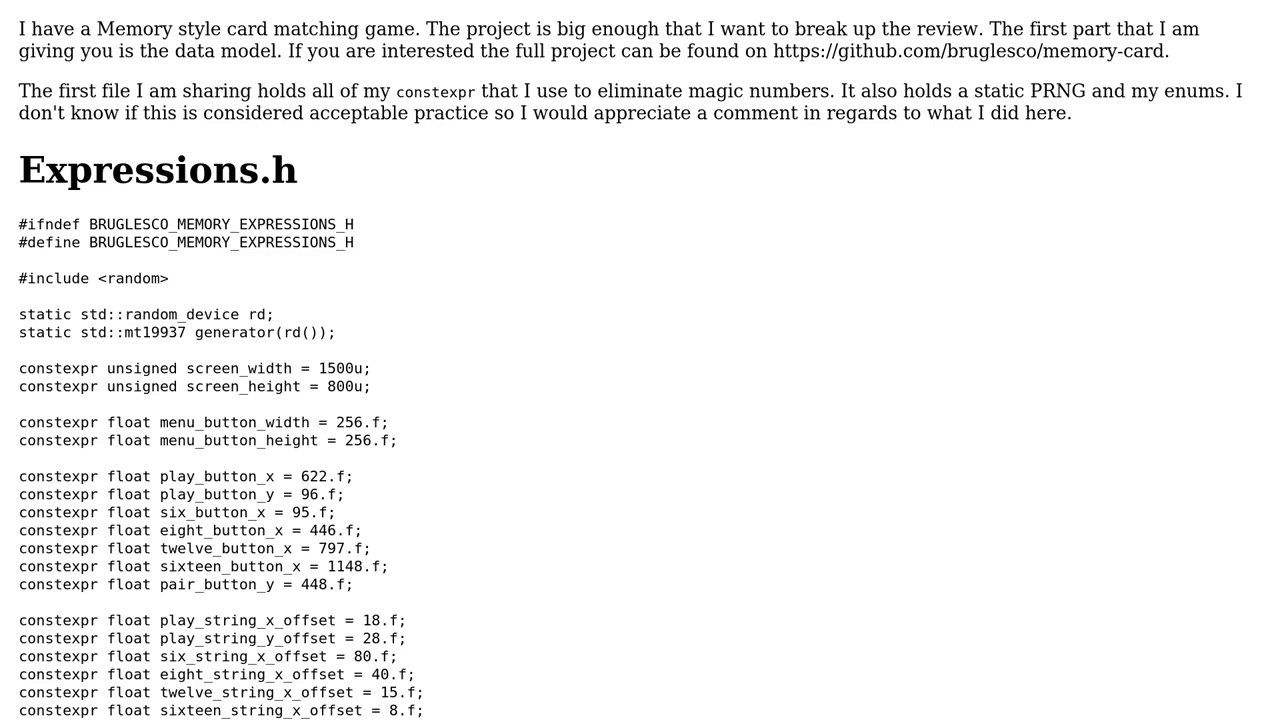 I have a Memory style card matching game. The project is big enough that I want to break up the review. The first part that I am
giving you is the data model. If you are interested the full project can be found on https://github.com/bruglesco/memory-card.
The first file I am sharing holds all of my constexpr that I use to eliminate magic numbers. It also holds a static PRNG and my enums. I
don't know if this is considered acceptable practice so I would appreciate a comment in regards to what I did here.
Expressions.h
#ifndef BRUGLESCO_MEMORY_EXPRESSIONS_H
#define BRUGLESCO_MEMORY_EXPRESSIONS_H
#include <random>
static std::random_device rd;
static std::mt19937 generator(rd());
constexpr unsigned screen_width = 1500u;
constexpr unsigned screen_height = 800u;
constexpr float menu_button_width = 256.f;
constexpr float menu_button_height = 256.f;
constexpr float play_button_x = 622.f;
constexpr float play_button_y = 96.f;
constexpr float six_button_x = 95.f;
constexpr float eight_button_x = 446.f;
constexpr float twelve_button_x = 797.f;
constexpr float sixteen_button_x = 1148.f;
constexpr float pair_button_y = 448.f;
constexpr float play_string_x_offset = 18.f;
constexpr float play_string_y_offset = 28.f;
constexpr float six_string_x_offset = 80.f;
constexpr float eight_string_x_offset = 40.f;
constexpr float twelve_string_x_offset = 15.f;
constexpr float sixteen_string_x_offset = 8.f;